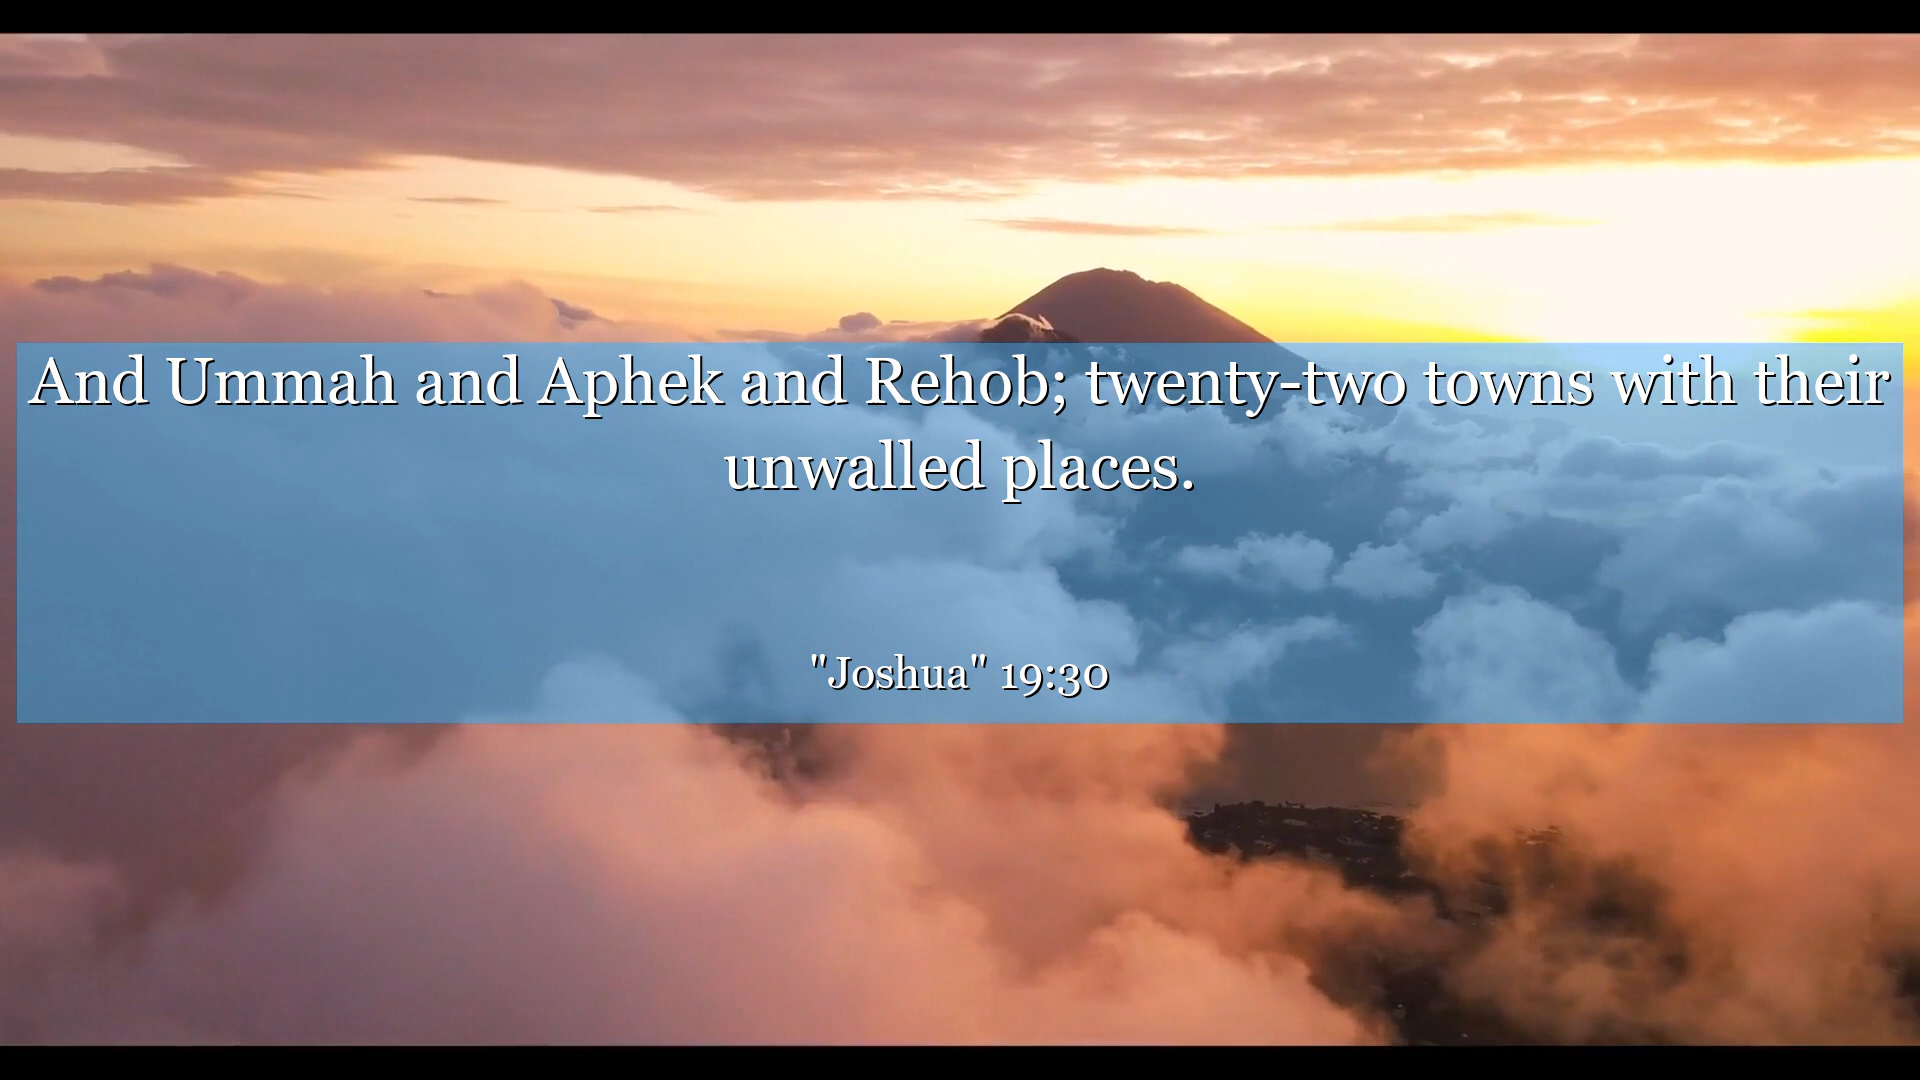 And Ummah and Aphek and Rehob; twenty-two towns with their
unwalled places.
"Joshua" 19:30